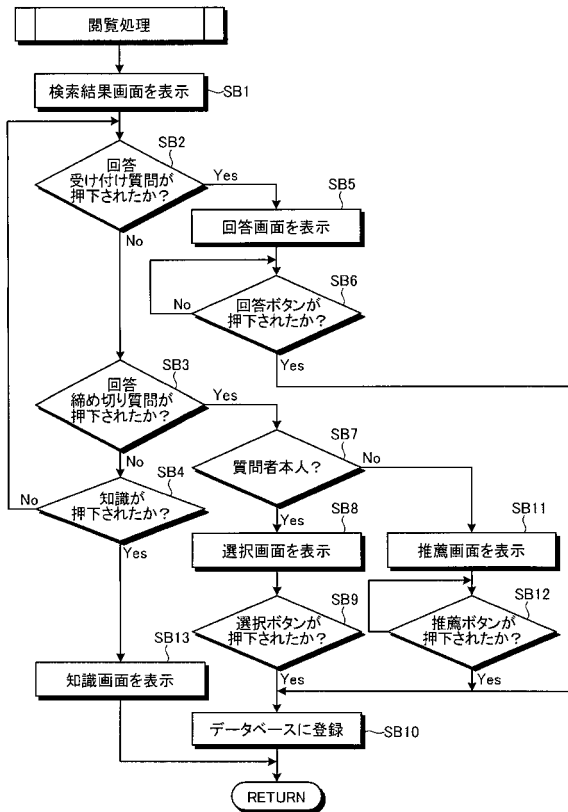 閲覧処理
検索結果画面を表示
SB1
回答
受け付け質問が
押下されたか?
SB2
Yes
No
回答画面を表示
SB5
回答ボタンが
押下されたか?
SB6
No
Yes
回答
締め切り質問が
押下されたか?
SB3
Yes
No
質問者本人?
SB7
No
Yes
知識が
押下されたか?
SB4
No
Yes
選択画面を表示
SB8
推薦画面を表示
SB11
選択ボタンが
押下されたか?
SB9
Yes
推薦ボタンが
押下されたか?
SB12
Yes
知識画面を表示
SB13
データベースに登録
SB10
RETURN